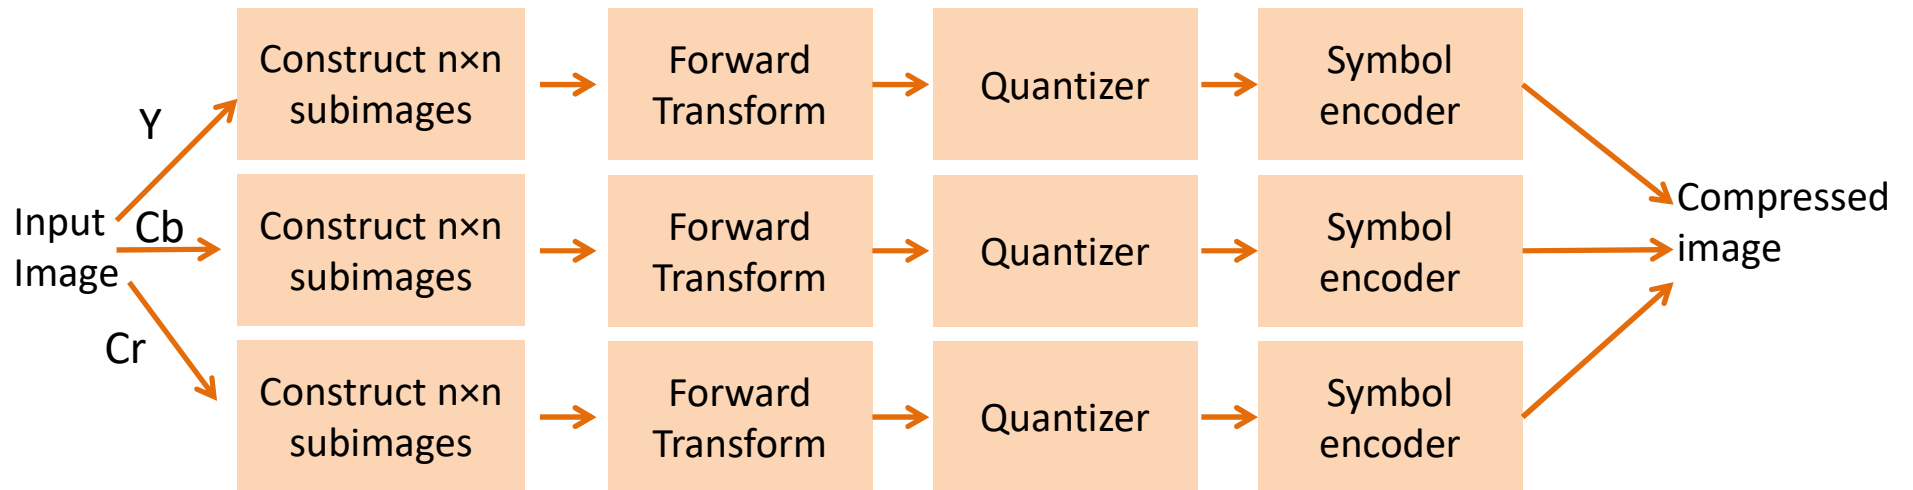 Input
Image
Y
Cb
Cr
Construct n×n
subimages
Forward
Transform
Quantizer
Symbol
encoder
Construct n×n
subimages
Forward
Transform
Quantizer
Symbol
encoder
Construct n×n
subimages
Forward
Transform
Quantizer
Symbol
encoder
Compressed
image